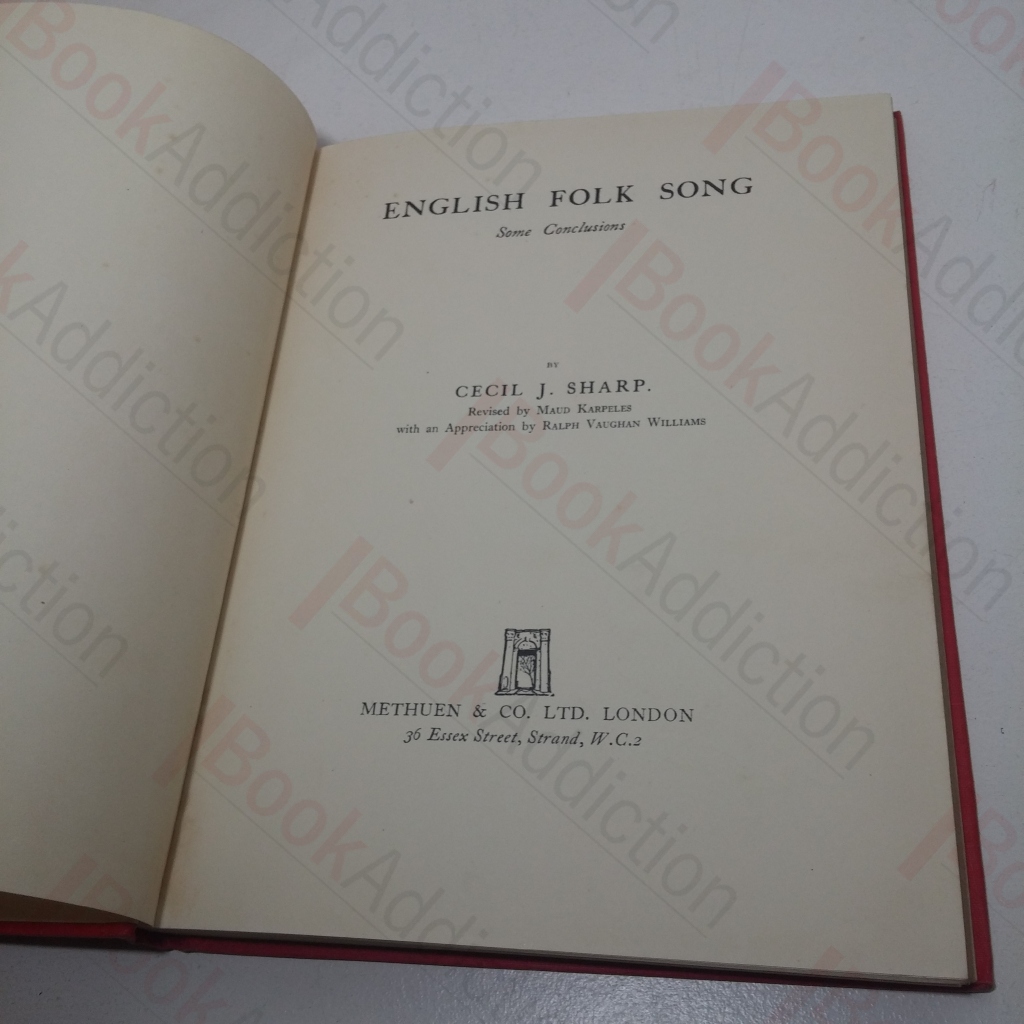 ENGLISH FOLK SONG
Some Conclusions
BY
CECIL J. SHARP.
Revised by MAUD KARPELES
with an Appreciation by RALPH VAUGHAN WILLIAMS
METHUEN & CO. LTD. LONDON
36 Essex Street, Strand, W.C.2
BookAddiction